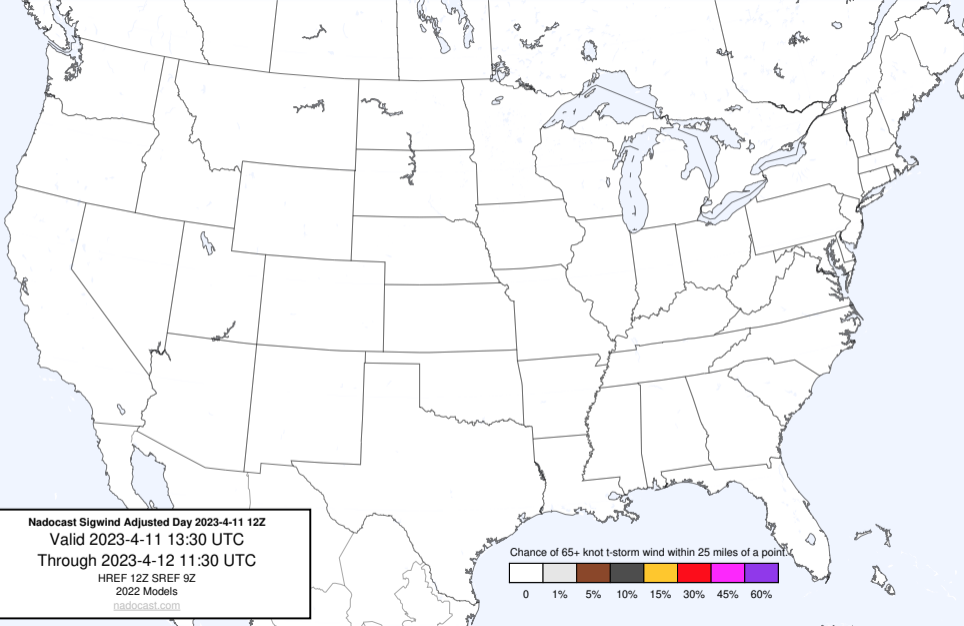 Nadocast Sigwind Adjusted Day 2023-4-11 12Z
Valid 2023-4-11 13:30 UTC
Through 2023-4-12 11:30 UTC
HREF 12Z SREF 9Z
2022 Models
nadocast.com
Chance of 65+ knot t-storm wind within 25 miles of a point.
0 1% 5% 10% 15% 30% 45% 60%